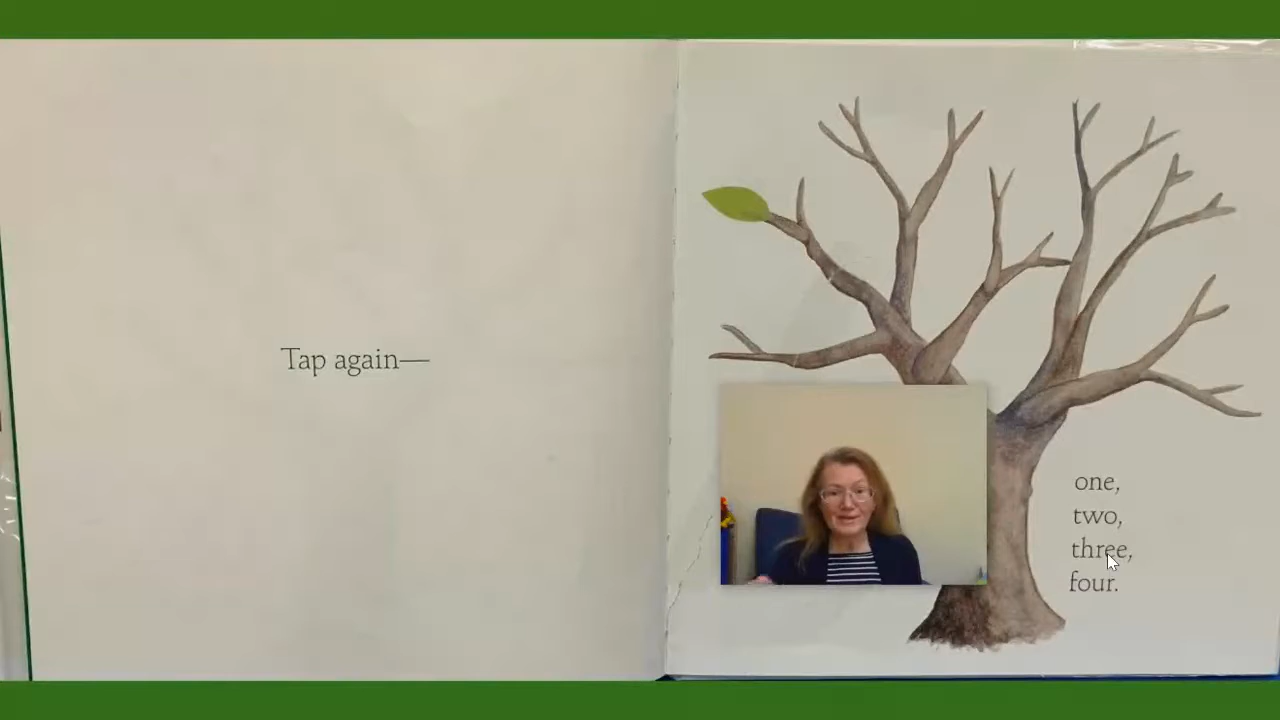 Tap again—
one,
two,
three,
four.